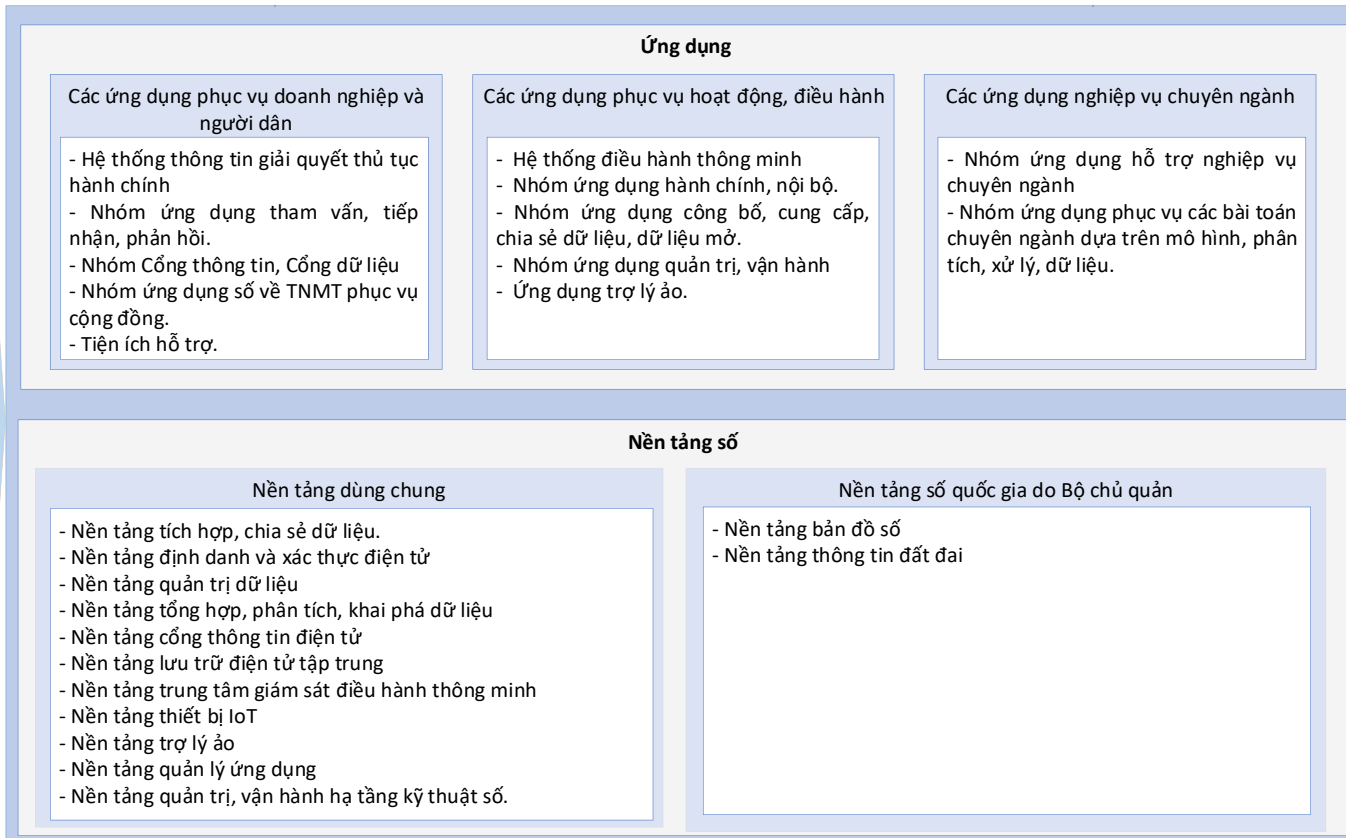 Ứng dụng
Các ứng dụng phục vụ doanh nghiệp và
người dân
- Hệ thống thông tin giải quyết thủ tục
hành chính
- Nhóm ứng dụng tham vấn, tiếp
nhận, phản hồi.
- Nhóm Cổng thông tin, Cổng dữ liệu
- Nhóm ứng dụng số về TNMT phục vụ
cộng đồng.
- Tiện ích hỗ trợ.
Các ứng dụng phục vụ hoạt động, điều hành
- Hệ thống điều hành thông minh
- Nhóm ứng dụng hành chính, nội bộ.
- Nhóm ứng dụng công bố, cung cấp,
chia sẻ dữ liệu, dữ liệu mở.
- Nhóm ứng dụng quản trị, vận hành
- Ứng dụng trợ lý ảo.
Các ứng dụng nghiệp vụ chuyên ngành
- Nhóm ứng dụng hỗ trợ nghiệp vụ
chuyên ngành
- Nhóm ứng dụng phục vụ các bài toán
chuyên ngành dựa trên mô hình, phân
tích, xử lý, dữ liệu.
Nền tảng số
Nền tảng dùng chung
- Nền tảng tích hợp, chia sẻ dữ liệu.
- Nền tảng định danh và xác thực điện tử
- Nền tảng quản trị dữ liệu
- Nền tảng tổng hợp, phân tích, khai phá dữ liệu
- Nền tảng cổng thông tin điện tử
- Nền tảng lưu trữ điện tử tập trung
- Nền tảng trung tâm giám sát điều hành thông minh
- Nền tảng thiết bị IoT
- Nền tảng trợ lý ảo
- Nền tảng quản lý ứng dụng
- Nền tảng quản trị, vận hành hạ tầng kỹ thuật số.
Nền tảng số quốc gia do Bộ chủ quản
- Nền tảng bản đồ số
- Nền tảng thông tin đất đai